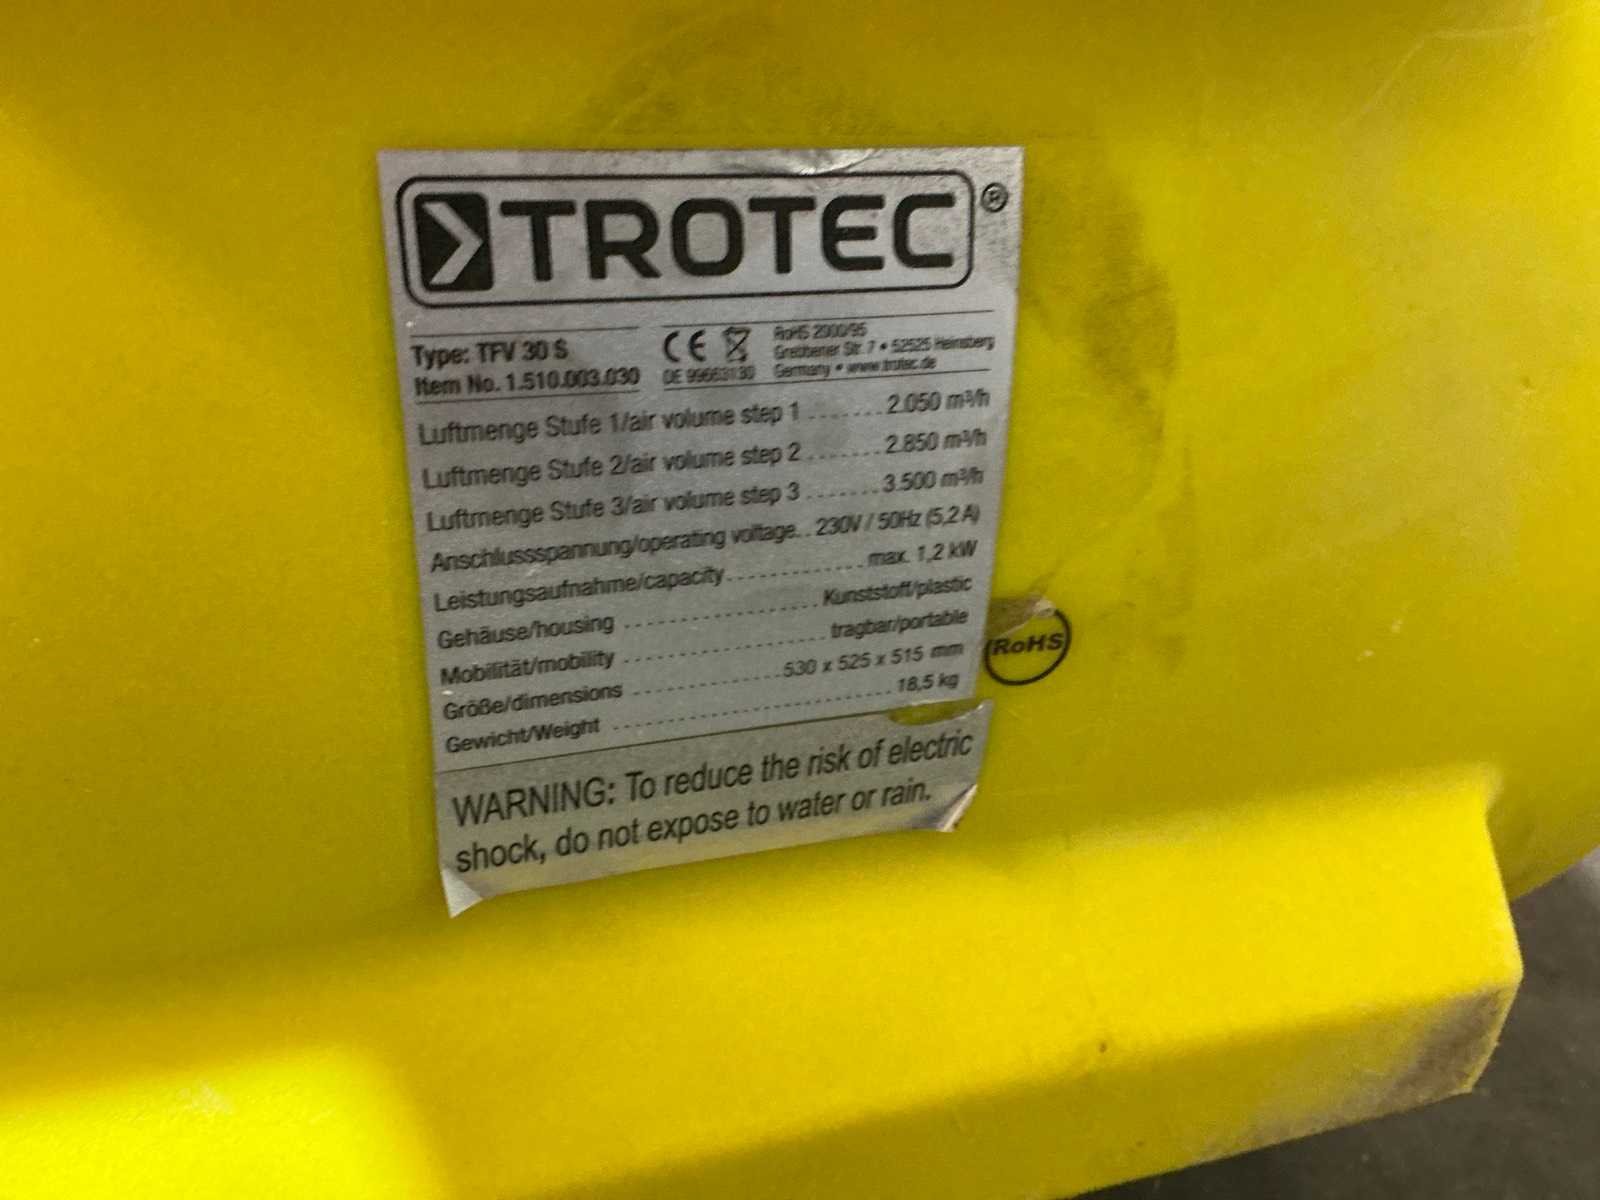 TROTEC®
Type: TFV 30 S
Item No. 1.510.003.030
CE
DE 99663130
RoHS 2000/95
Grebbener Str. 7 • 52525 Heinsberg
Germany • www.trotec.de
Luftmenge Stufe 1/air volume step 1 ....... 2.050 m³/h
Luftmenge Stufe 2/air volume step 2 ....... 2.850 m³/h
Luftmenge Stufe 3/air volume step 3 ....... 3.500 m³/h
Anschlussspannung/operating voltage.. 230V / 50Hz (5,2 A)
Leistungsaufnahme/capacity ............. max. 1,2 kW
Gehäuse/housing .................. Kunststoff/plastic
Mobilität/mobility ................... tragbar/portable
Größe/dimensions .............. 530 x 525 x 515 mm
Gewicht/Weight ........................... 18,5 kg
RoHS
WARNING: To reduce the risk of electric
shock, do not expose to water or rain.